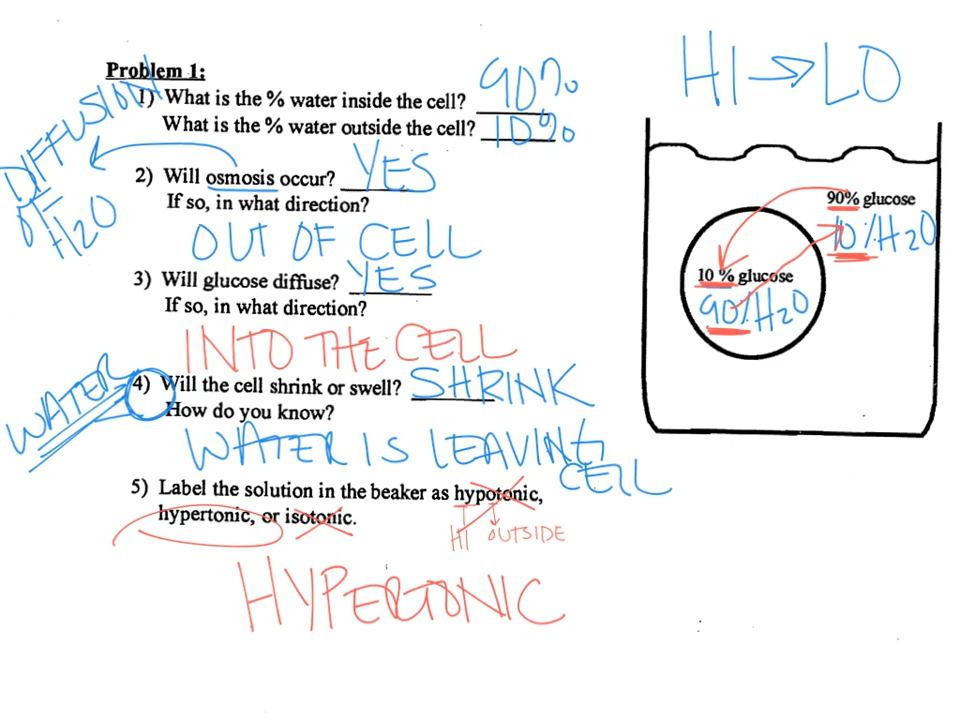 HI → LO
Problem 1:
1) What is the % water inside the cell? 90%
What is the % water outside the cell? 10%
DIFFUSION
OF
H2O
2) Will osmosis occur? YES
If so, in what direction?
OUT OF CELL
3) Will glucose diffuse? YES
If so, in what direction?
INTO THE CELL
WATER
4) Will the cell shrink or swell? SHRINK
How do you know?
WATER IS LEAVING
CELL
5) Label the solution in the beaker as hypotonic,
hypertonic, or isotonic.
HI OUTSIDE
HYPERTONIC
90% glucose
10%H2O
10 % glucose
90%H2O